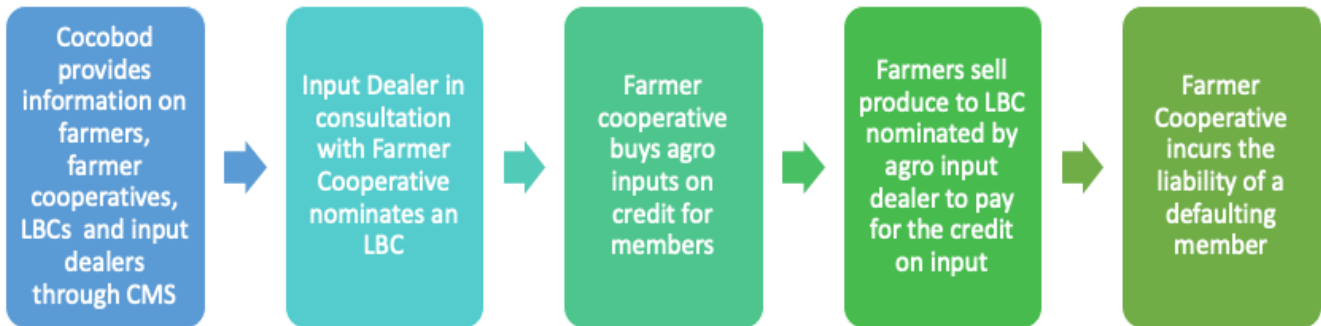 Cocobod
provides
information on
farmers,
farmer
cooperatives,
LBCs and input
dealers
through CMS
Input Dealer in
consultation
with Farmer
Cooperative
nominates an
LBC
Farmer
cooperative
buys agro
inputs on
credit for
members
Farmers sell
produce to LBC
nominated by
agro input
dealer to pay
for the credit
on input
Farmer
Cooperative
incurs the
liability of a
defaulting
member